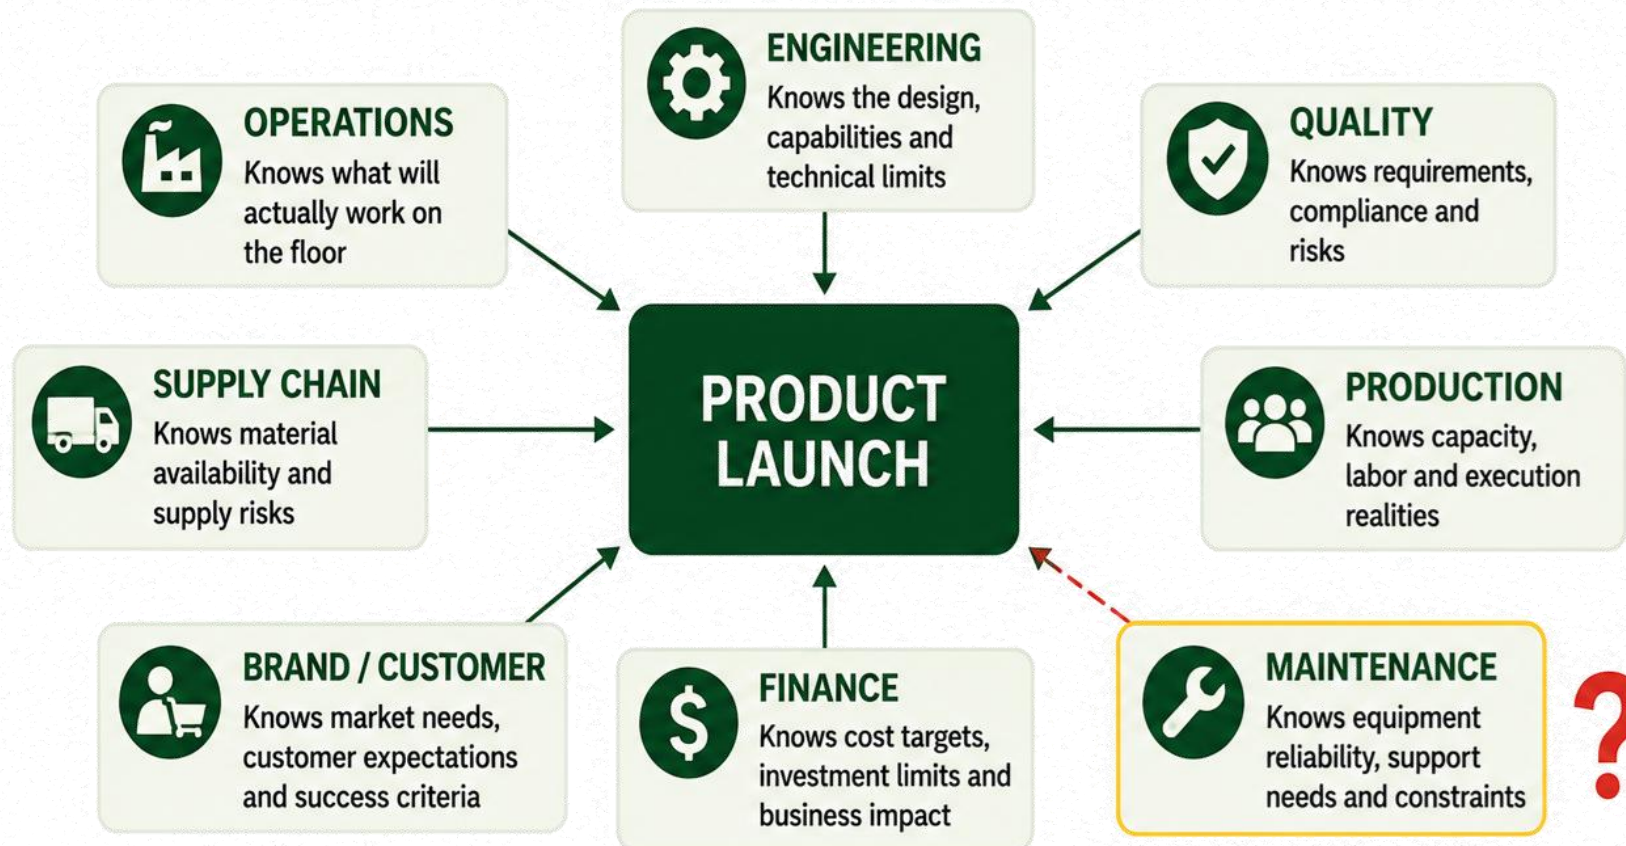 ENGINEERING
Knows the design,
capabilities and
technical limits
OPERATIONS
Knows what will
actually work on
the floor
QUALITY
Knows requirements,
compliance and
risks
SUPPLY CHAIN
Knows material
availability and
supply risks
PRODUCT
LAUNCH
PRODUCTION
Knows capacity,
labor and execution
realities
BRAND / CUSTOMER
Knows market needs,
customer expectations
and success criteria
$
FINANCE
Knows cost targets,
investment limits and
business impact
MAINTENANCE
Knows equipment
reliability, support
needs and constraints
?